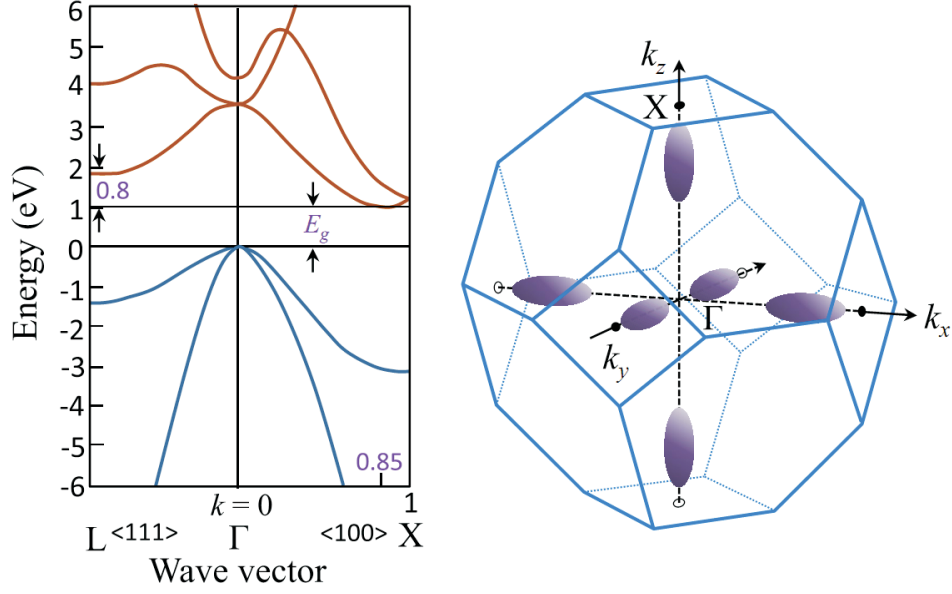 Energy (eV)
6
5
4
3
2
1
0
-1
-2
-3
-4
-5
-6
0.8
E_g
0.85
k = 0
1
L <111> Γ <100> X
Wave vector
k_z
X
Γ
k_x
k_y